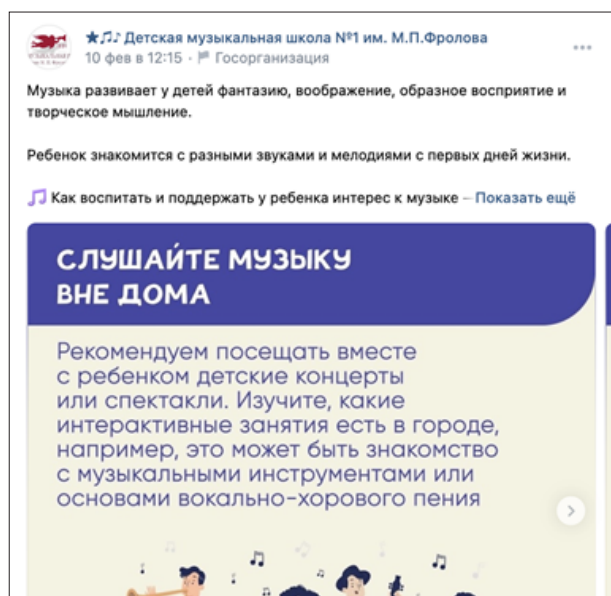 ★♫♪ Детская музыкальная школа №1 им. М.П.Фролова
10 фев в 12:15 · Госорганизация
Музыка развивает у детей фантазию, воображение, образное восприятие и
творческое мышление.
Ребенок знакомится с разными звуками и мелодиями с первых дней жизни.
🎵 Как воспитать и поддержать у ребенка интерес к музыке – Показать ещё
СЛУШАЙТЕ МУЗЫКУ
ВНЕ ДОМА
Рекомендуем посещать вместе
с ребенком детские концерты
или спектакли. Изучите, какие
интерактивные занятия есть в городе,
например, это может быть знакомство
с музыкальными инструментами или
основами вокально-хорового пения